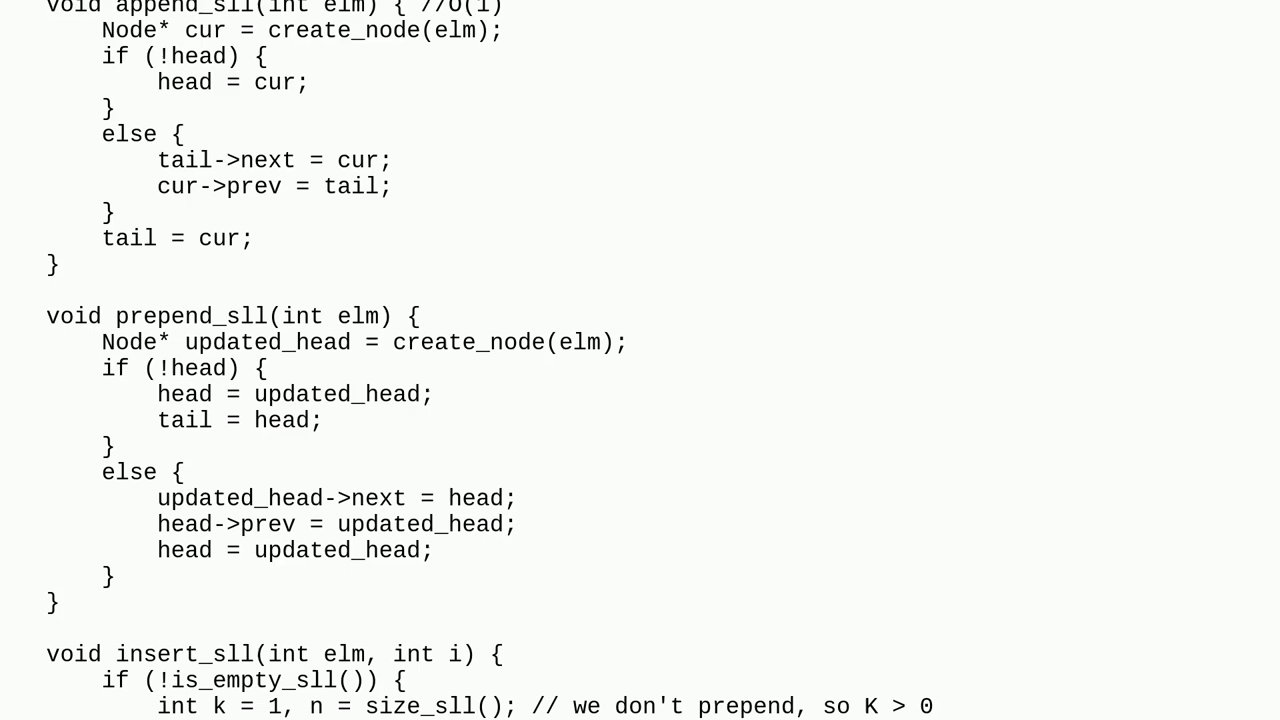 void append_sll(int elm) { //O(1)
    Node* cur = create_node(elm);
    if (!head) {
        head = cur;
    }
    else {
        tail->next = cur;
        cur->prev = tail;
    }
    tail = cur;
}

void prepend_sll(int elm) {
    Node* updated_head = create_node(elm);
    if (!head) {
        head = updated_head;
        tail = head;
    }
    else {
        updated_head->next = head;
        head->prev = updated_head;
        head = updated_head;
    }
}

void insert_sll(int elm, int i) {
    if (!is_empty_sll()) {
        int k = 1, n = size_sll(); // we don't prepend, so K > 0